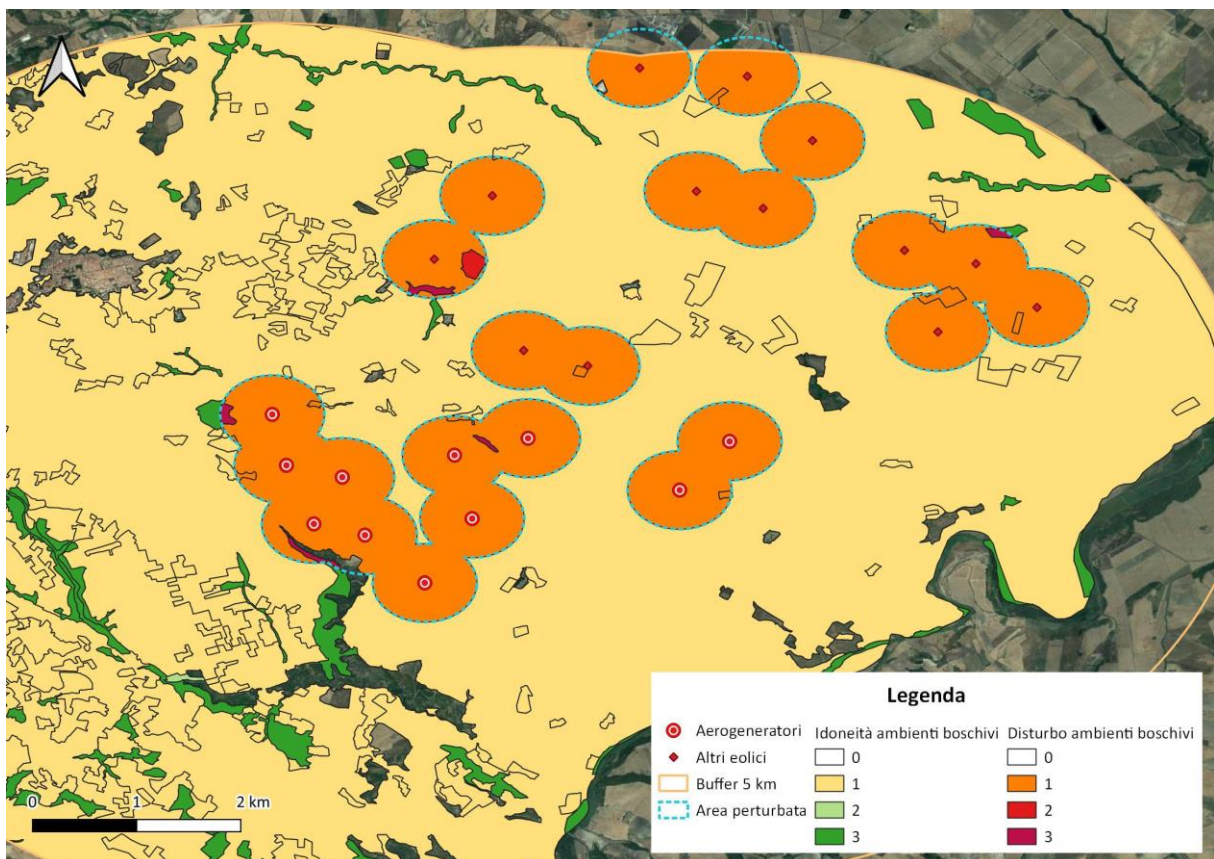 0 1 2 km
Legenda
Aerogeneratori
Altri eolici
Buffer 5 km
Area perturbata
Idoneità ambienti boschivi
0
1
2
3
Disturbo ambienti boschivi
0
1
2
3